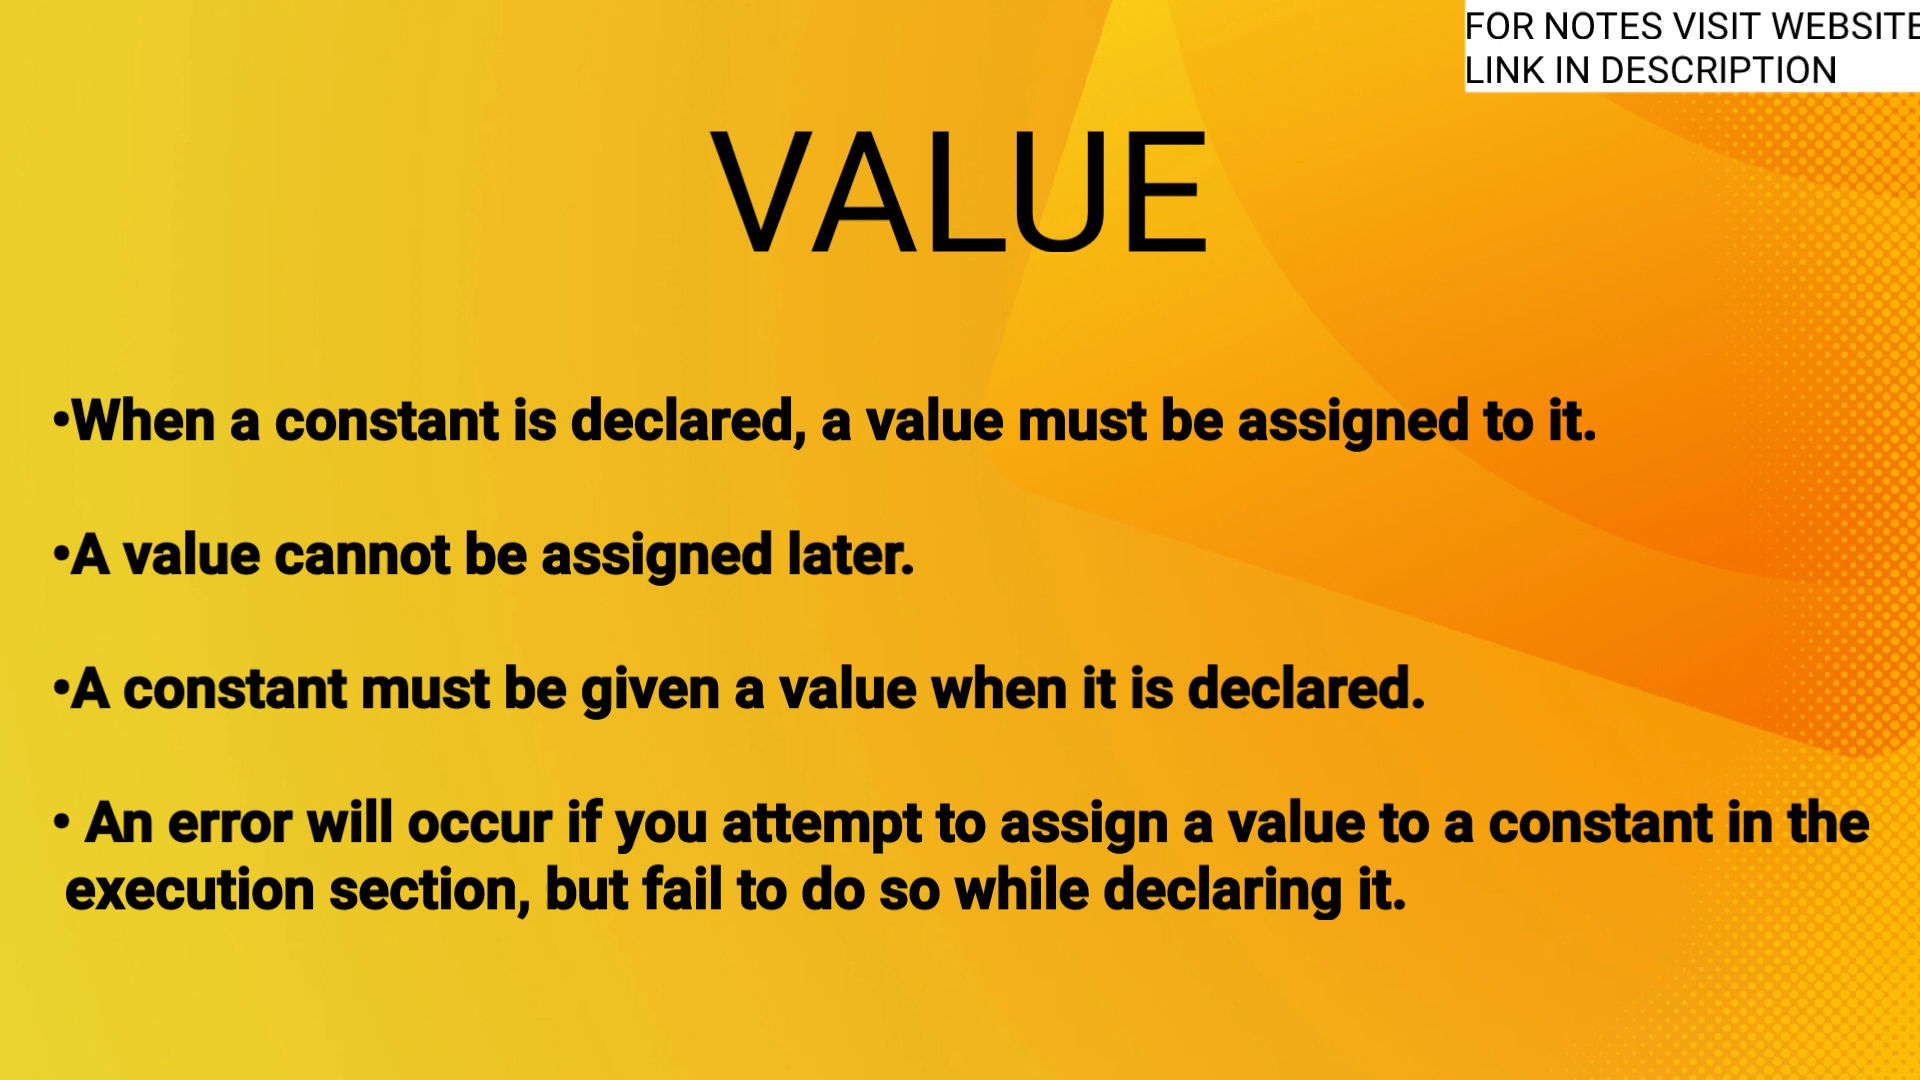 FOR NOTES VISIT WEBSITE
LINK IN DESCRIPTION
VALUE
•When a constant is declared, a value must be assigned to it.
•A value cannot be assigned later.
•A constant must be given a value when it is declared.
• An error will occur if you attempt to assign a value to a constant in the
execution section, but fail to do so while declaring it.